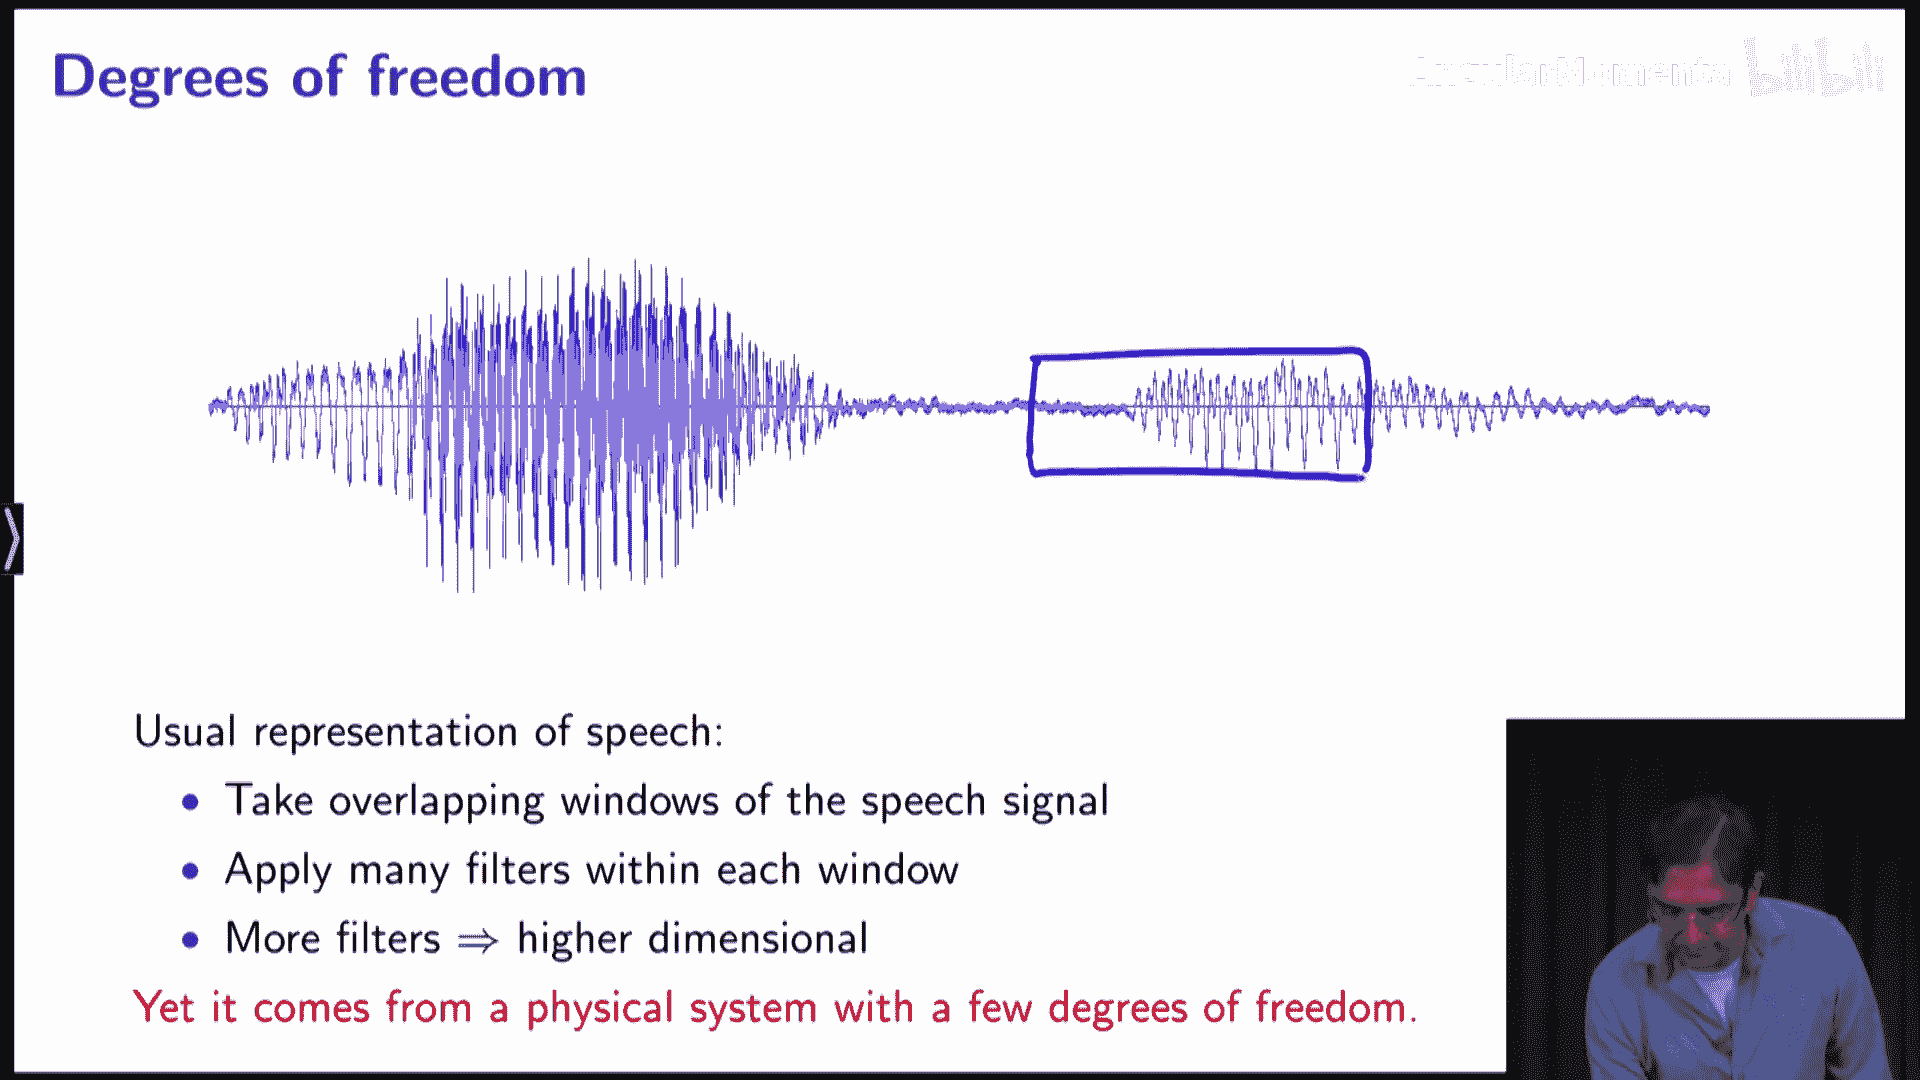 Degrees of freedom
bilibili
Usual representation of speech:
• Take overlapping windows of the speech signal
• Apply many filters within each window
• More filters ⇒ higher dimensional
Yet it comes from a physical system with a few degrees of freedom.